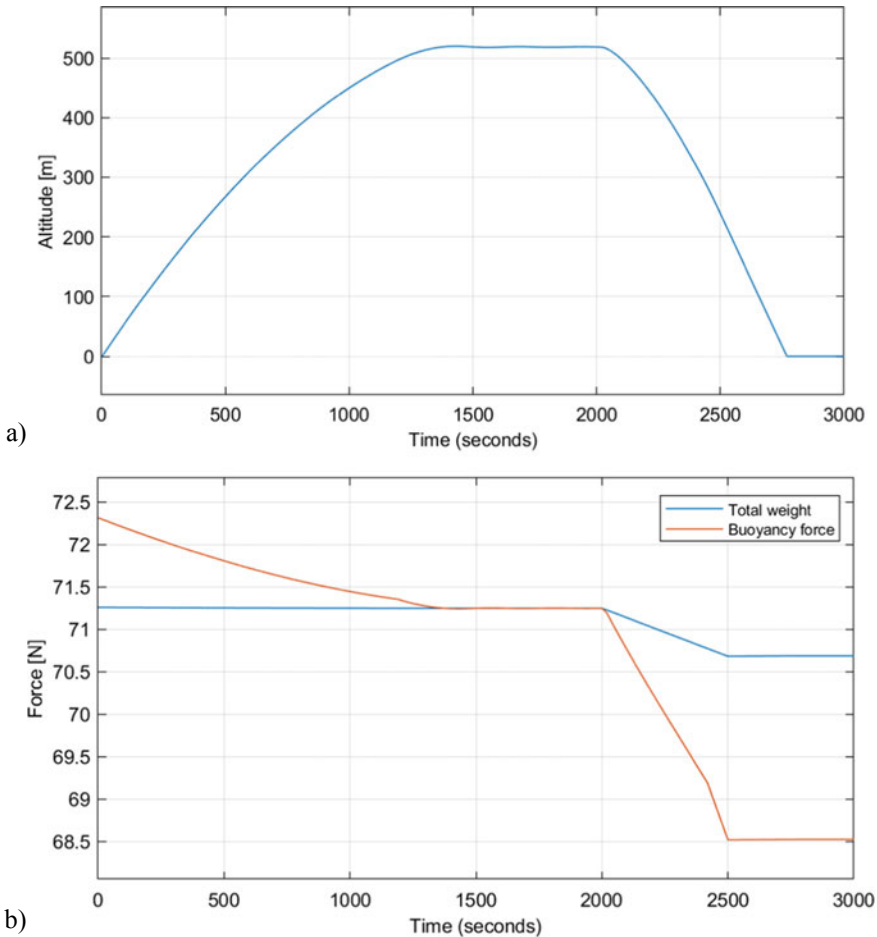 500
400
300
200
100
0
Altitude [m]
0 500 1000 1500 2000 2500 3000
Time (seconds)
a)
72.5
72
71.5
71
70.5
70
69.5
69
68.5
Force [N]
Total weight
Buoyancy force
0 500 1000 1500 2000 2500 3000
Time (seconds)
b)